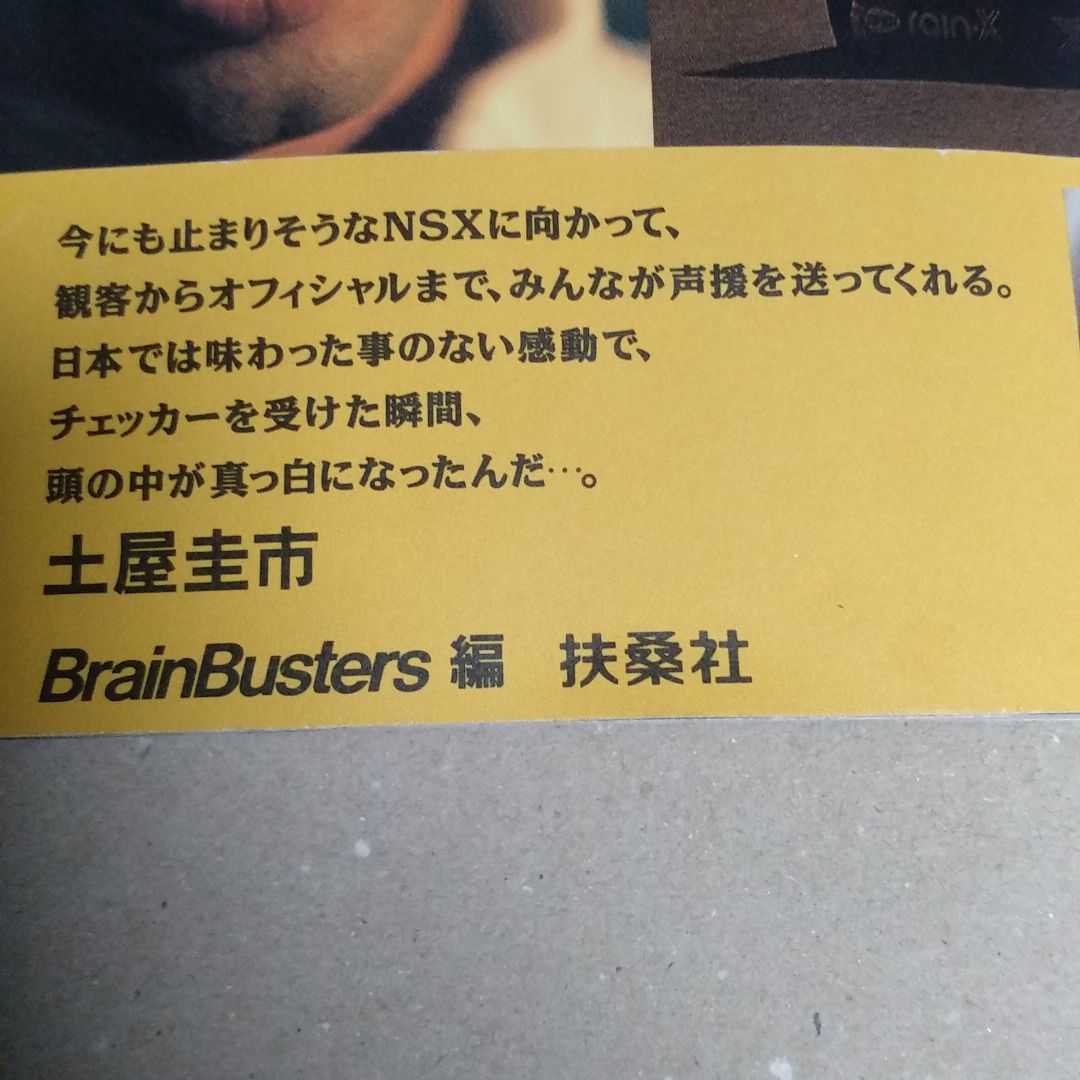 rain-X
今にも止まりそうなNSXに向かって、
観客からオフィシャルまで、みんなが声援を送ってくれる。
日本では味わった事のない感動で、
チェッカーを受けた瞬間、
頭の中が真っ白になったんだ…。
土屋圭市
BrainBusters 編　扶桑社